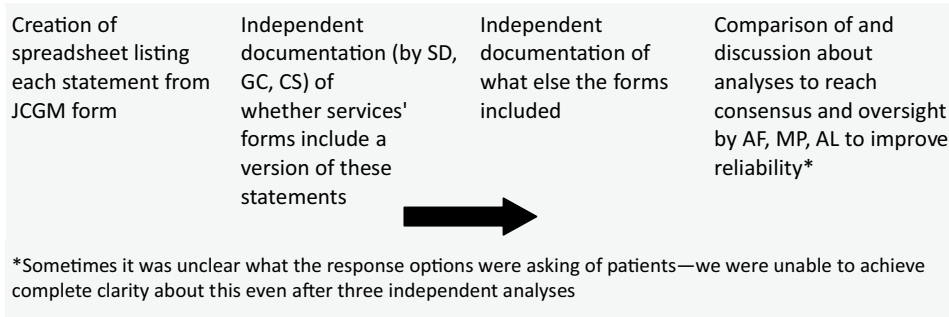 Creation of
spreadsheet listing
each statement from
JCGM form
Independent
documentation (by SD,
GC, CS) of
whether services'
forms include a
version of these
statements
Independent
documentation of
what else the forms
included
Comparison of and
discussion about
analyses to reach
consensus and oversight
by AF, MP, AL to improve
reliability*
*Sometimes it was unclear what the response options were asking of patients—we were unable to achieve
complete clarity about this even after three independent analyses